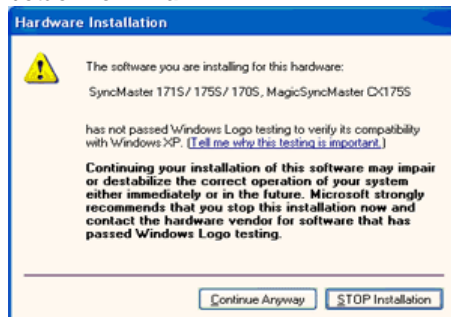 Hardware Installation
The software you are installing for this hardware:
SyncMaster 171S/ 175S/ 170S, MagicSyncMaster CX175S
has not passed Windows Logo testing to verify its compatibility
with Windows XP. (Tell me why this testing is important.)
Continuing your installation of this software may impair
or destabilize the correct operation of your system
either immediately or in the future. Microsoft strongly
recommends that you stop this installation now and
contact the hardware vendor for software that has
passed Windows Logo testing.
Continue Anyway STOP Installation